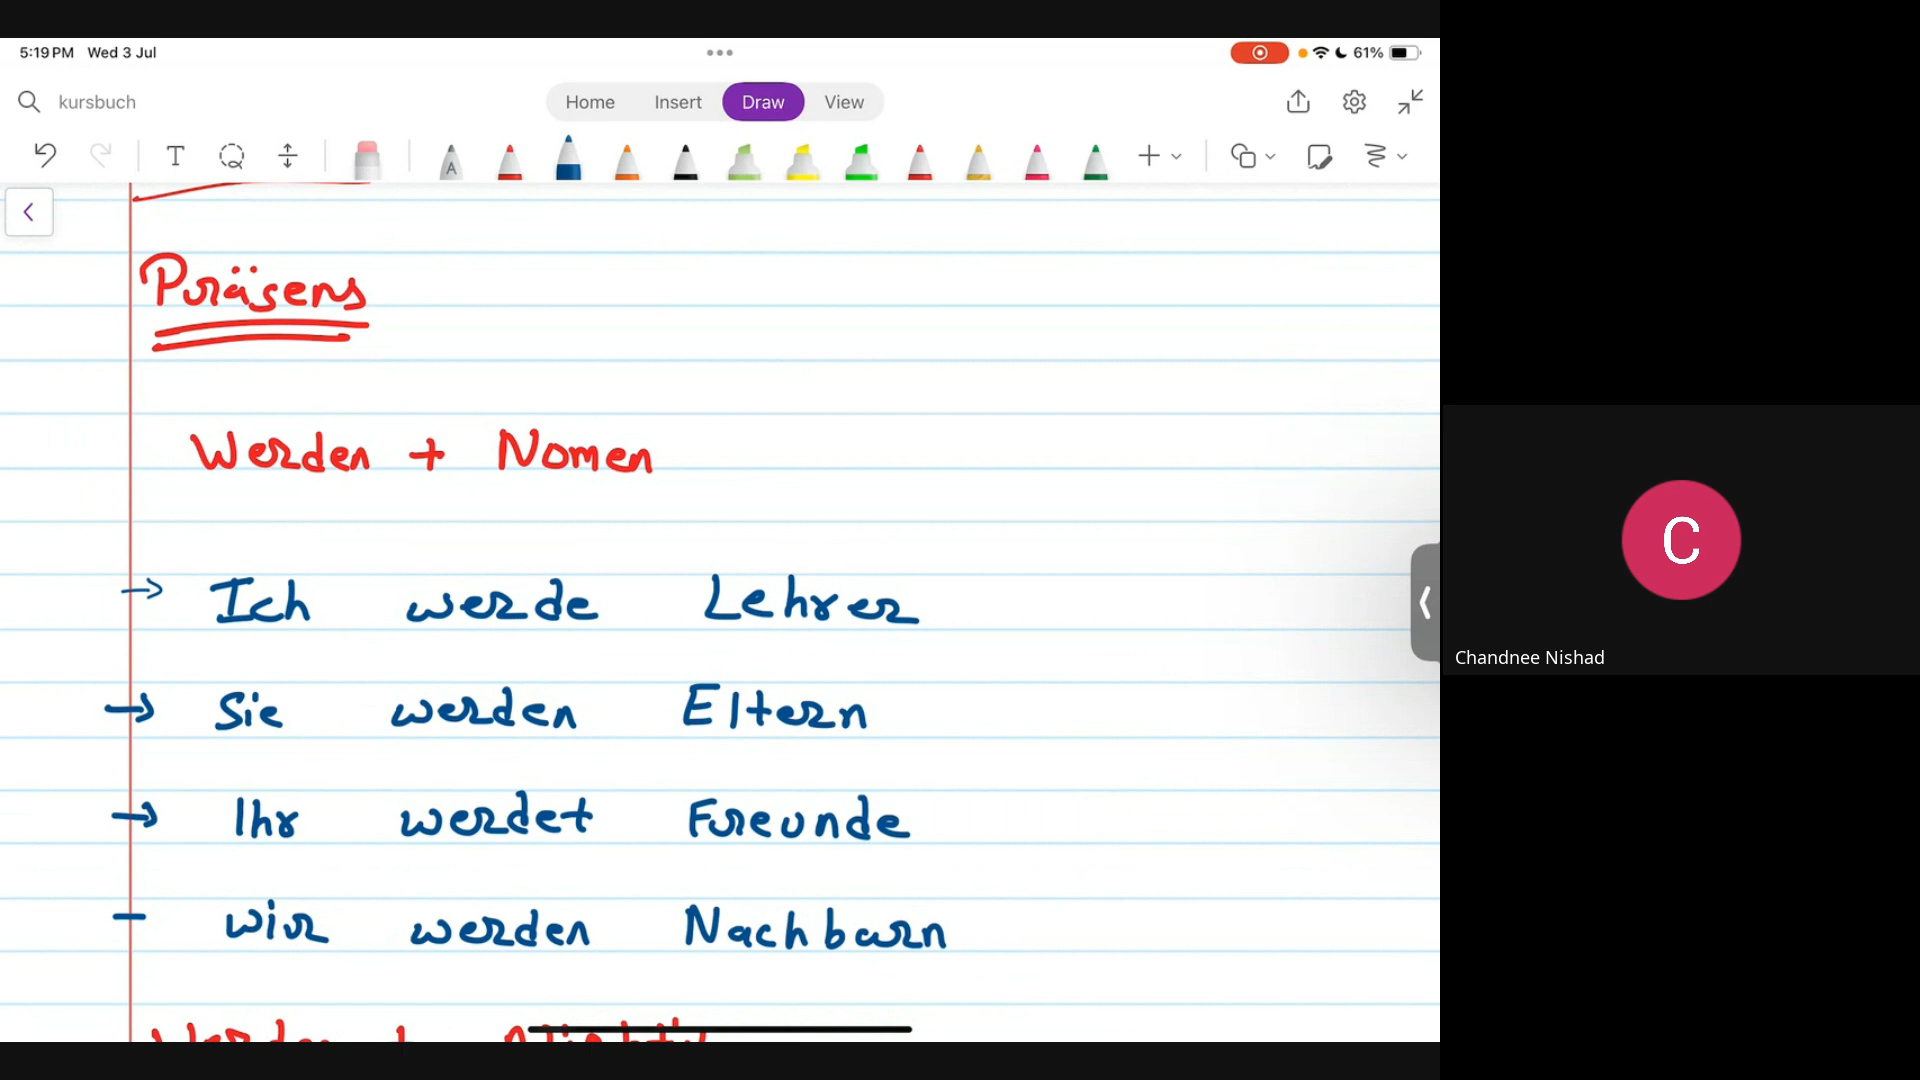 5:19 PM Wed 3 Jul 61%
kursbuch Home Insert Draw View
T A
Präsens
Werden + Nomen
→ Ich werde Lehrer
→ Sie werden Eltern
→ Ihr werdet Freunde
C
Chandnee Nishad
– wir werden Nachbarn
Werden +